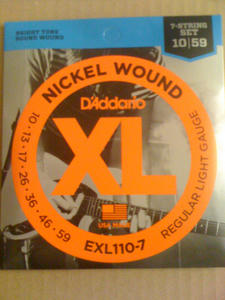 BRIGHT TONE
ROUND WOUND
7-STRING
SET
10|59
NICKEL WOUND
D'Addario
XL
10·13·17·26·36·46·59
REGULAR LIGHT GAUGE
USA MADE
EXL110-7